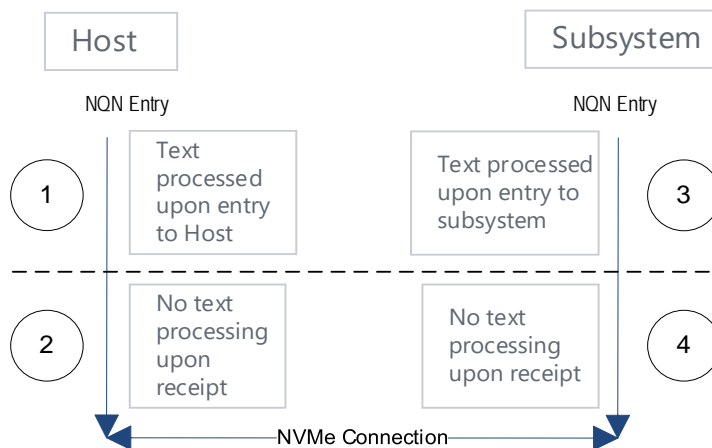 Host
Subsystem
NQN Entry
NQN Entry
1
Text
processed
upon entry
to Host
Text processed
upon entry to
subsystem
3
2
No text
processing
upon
receipt
No text
processing
upon receipt
4
NVMe Connection